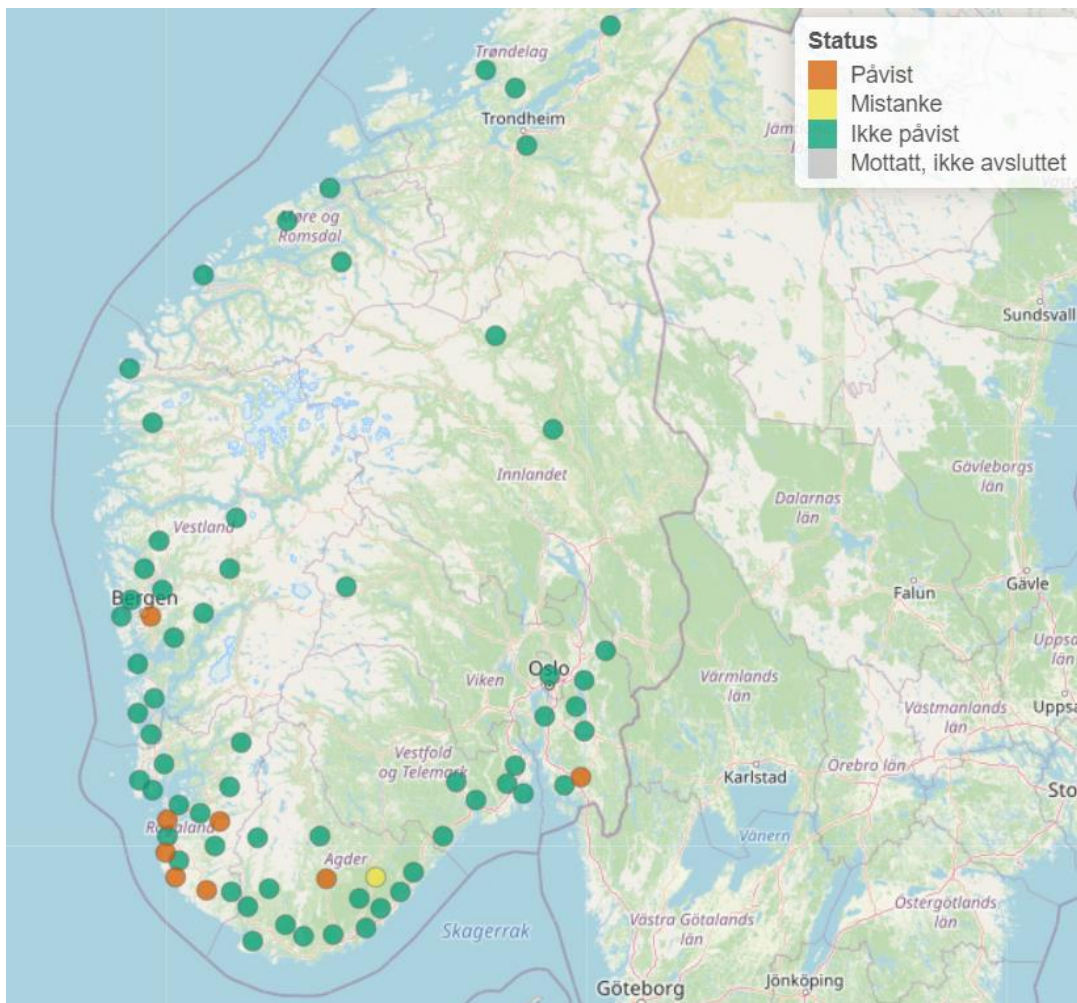 Status
Påvist
Mistanke
Ikke påvist
Mottatt, ikke avsluttet
Trøndelag
Trondheim
Møre og
Romsdal
Sundsvall
Innlandet
Gävleborgs
län
Dalarnas
län
Vestland
Bergen
Falun
Gävle
Oslo
Viken
Värmlands
län
Västmanlands
län
Vestfold
og Telemark
Karlstad
Örebro län
Vänern
Agder
Skagerrak
Västra Götalands
län
Östergötlands
län
Göteborg
Jönköping